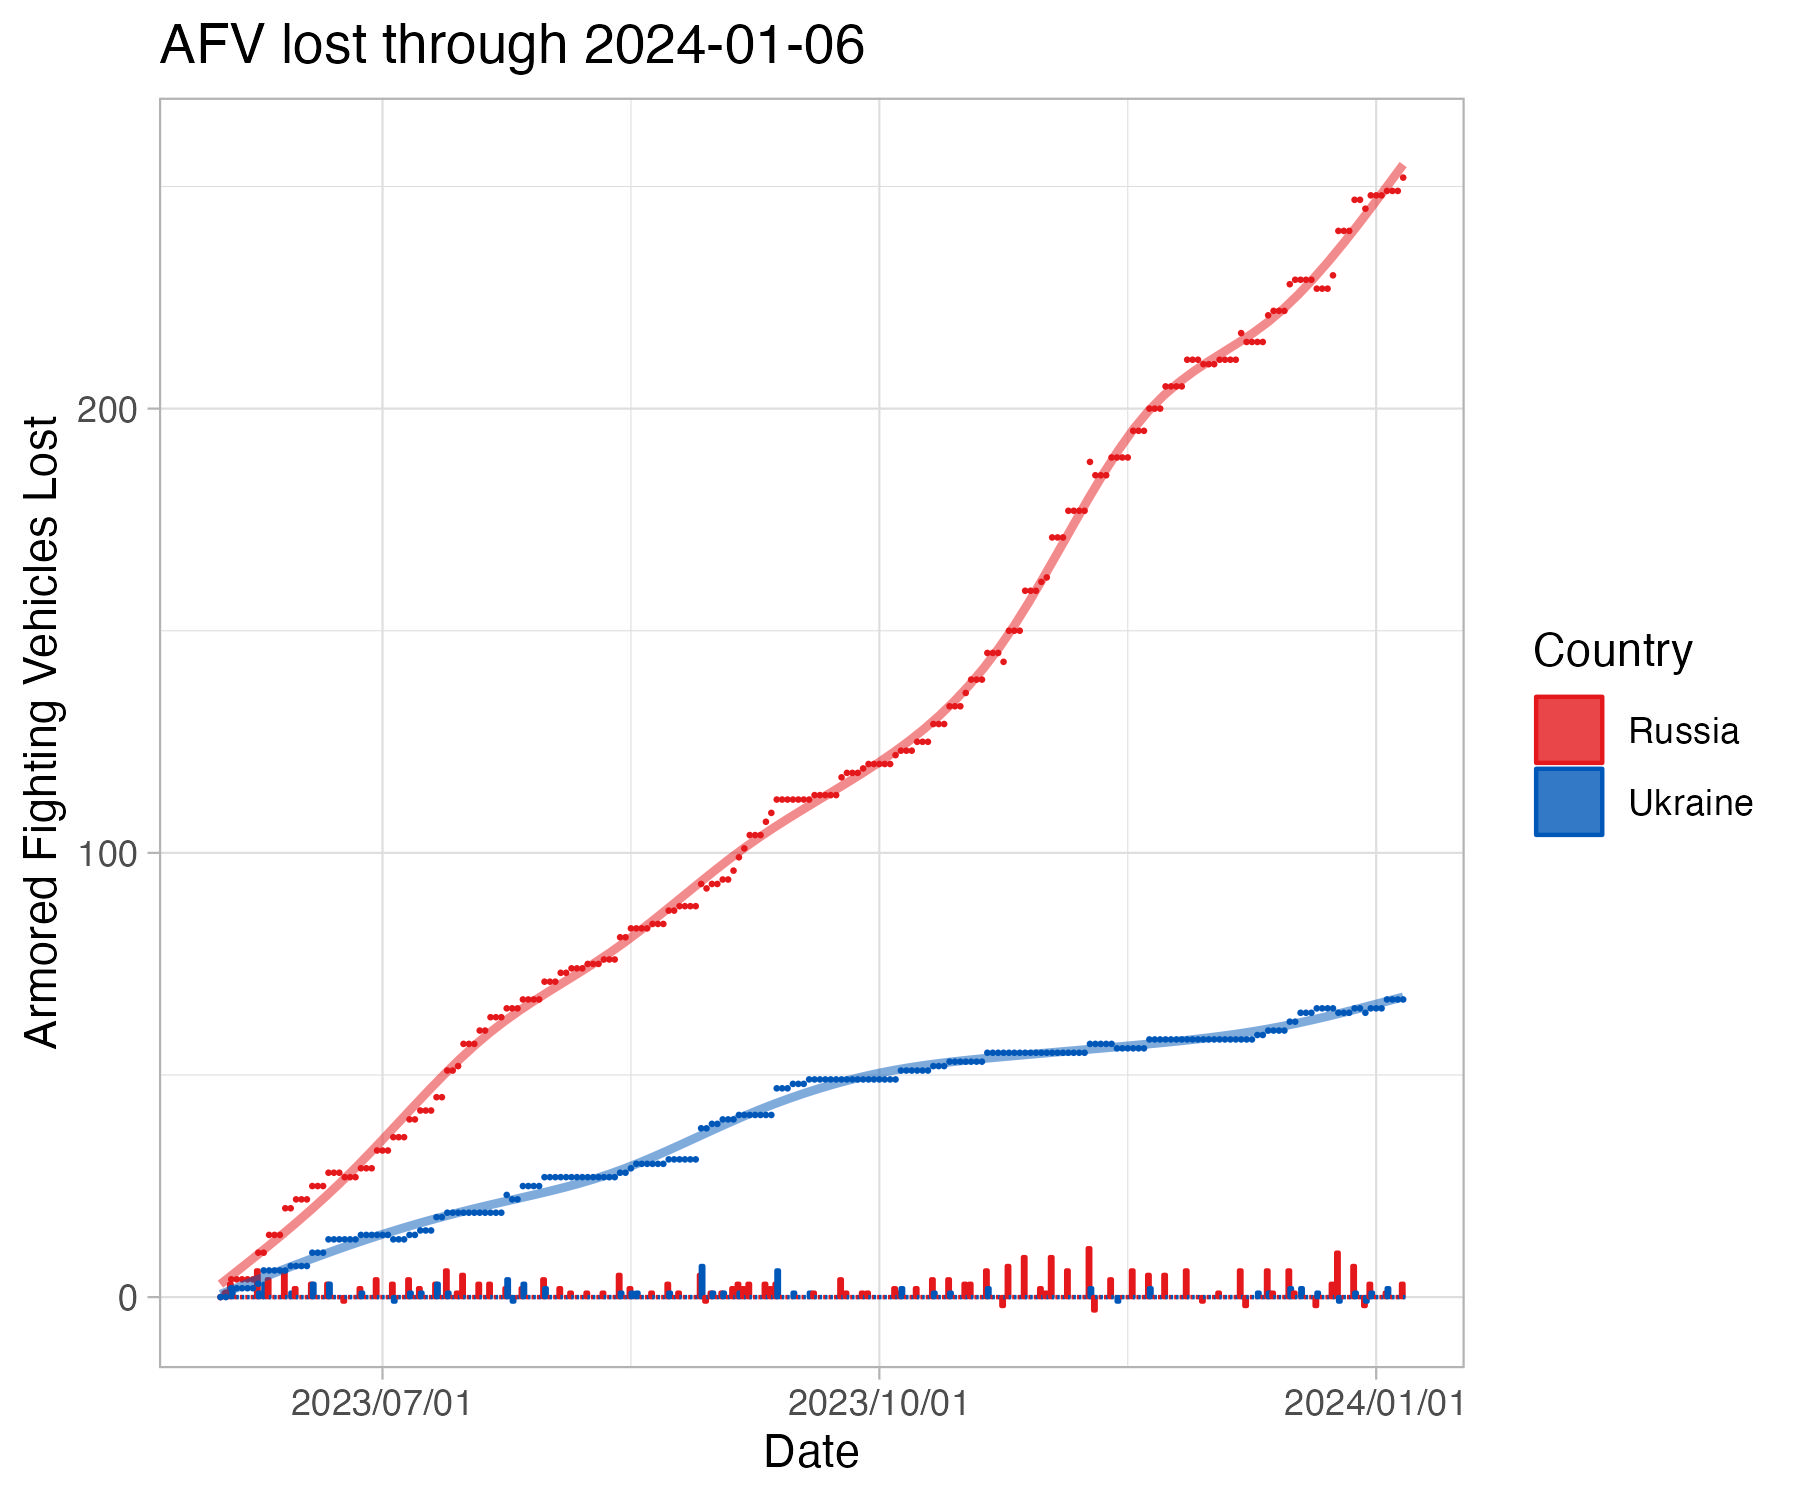 AFV lost through 2024-01-06
Armored Fighting Vehicles Lost
200
100
0
2023/07/01
2023/10/01
2024/01/01
Date
Country
Russia
Ukraine